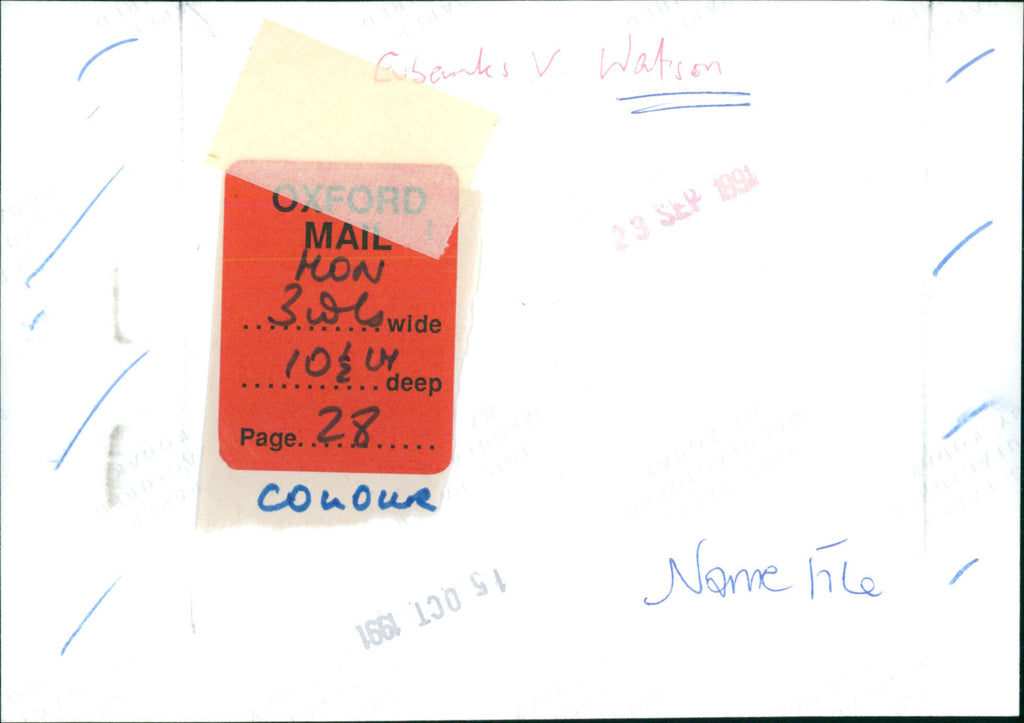 Eubanks V. Watson
23 SEP 1991
OXFORD
MAIL
MON
3 cols wide
10½ in deep
Page 28
COLOUR
Name File
15 OCT 1991